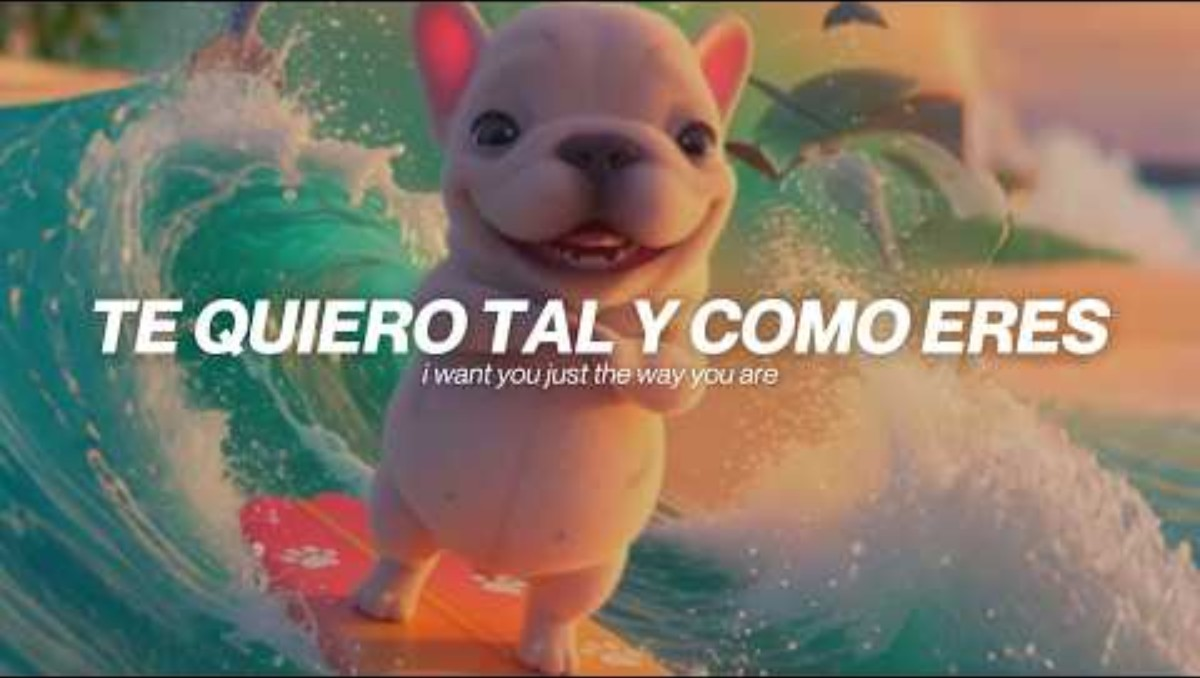 TE QUIERO TAL Y COMO ERES
i want you just the way you are